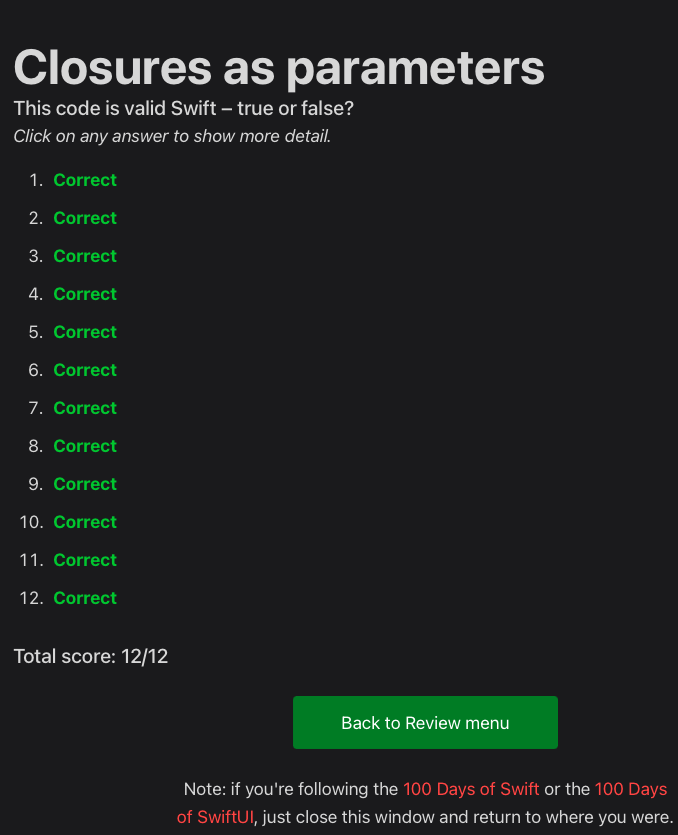 Closures as parameters
This code is valid Swift – true or false?
Click on any answer to show more detail.
1. Correct
2. Correct
3. Correct
4. Correct
5. Correct
6. Correct
7. Correct
8. Correct
9. Correct
10. Correct
11. Correct
12. Correct
Total score: 12/12
Back to Review menu
Note: if you're following the 100 Days of Swift or the 100 Days
of SwiftUI, just close this window and return to where you were.